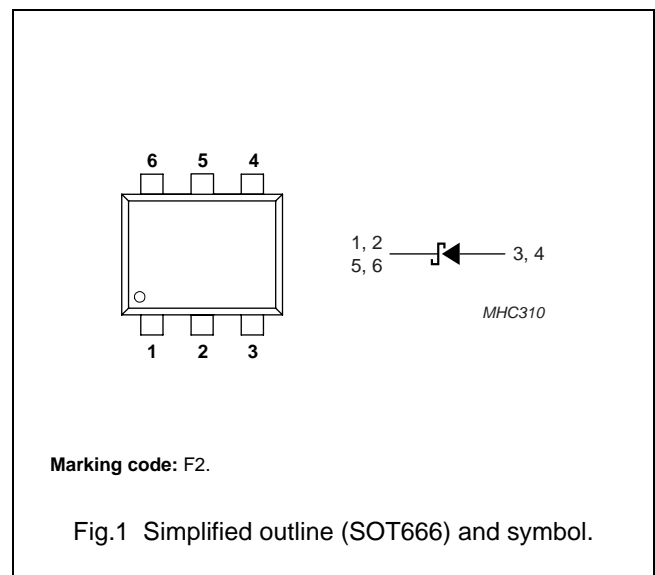 6 5 4
1 2 3
1, 2
5, 6
3, 4
MHC310
Marking code: F2.
Fig.1 Simplified outline (SOT666) and symbol.